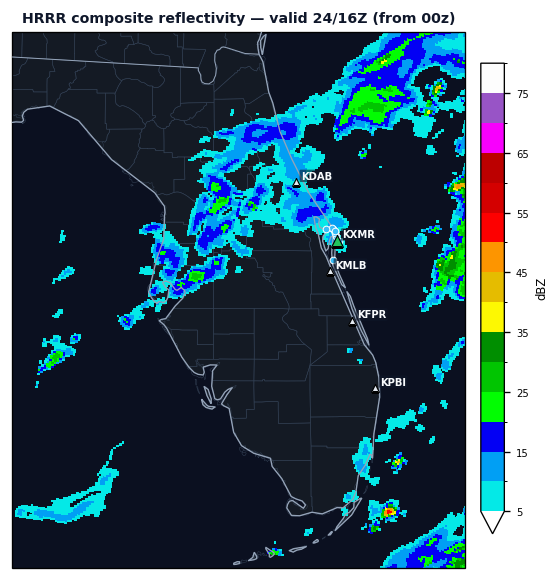 HRRR composite reflectivity — valid 24/16Z (from 00z)
KDAB
KXMR
KMLB
KFPR
KPBI
75
65
55
45
35
25
15
5
dBZ